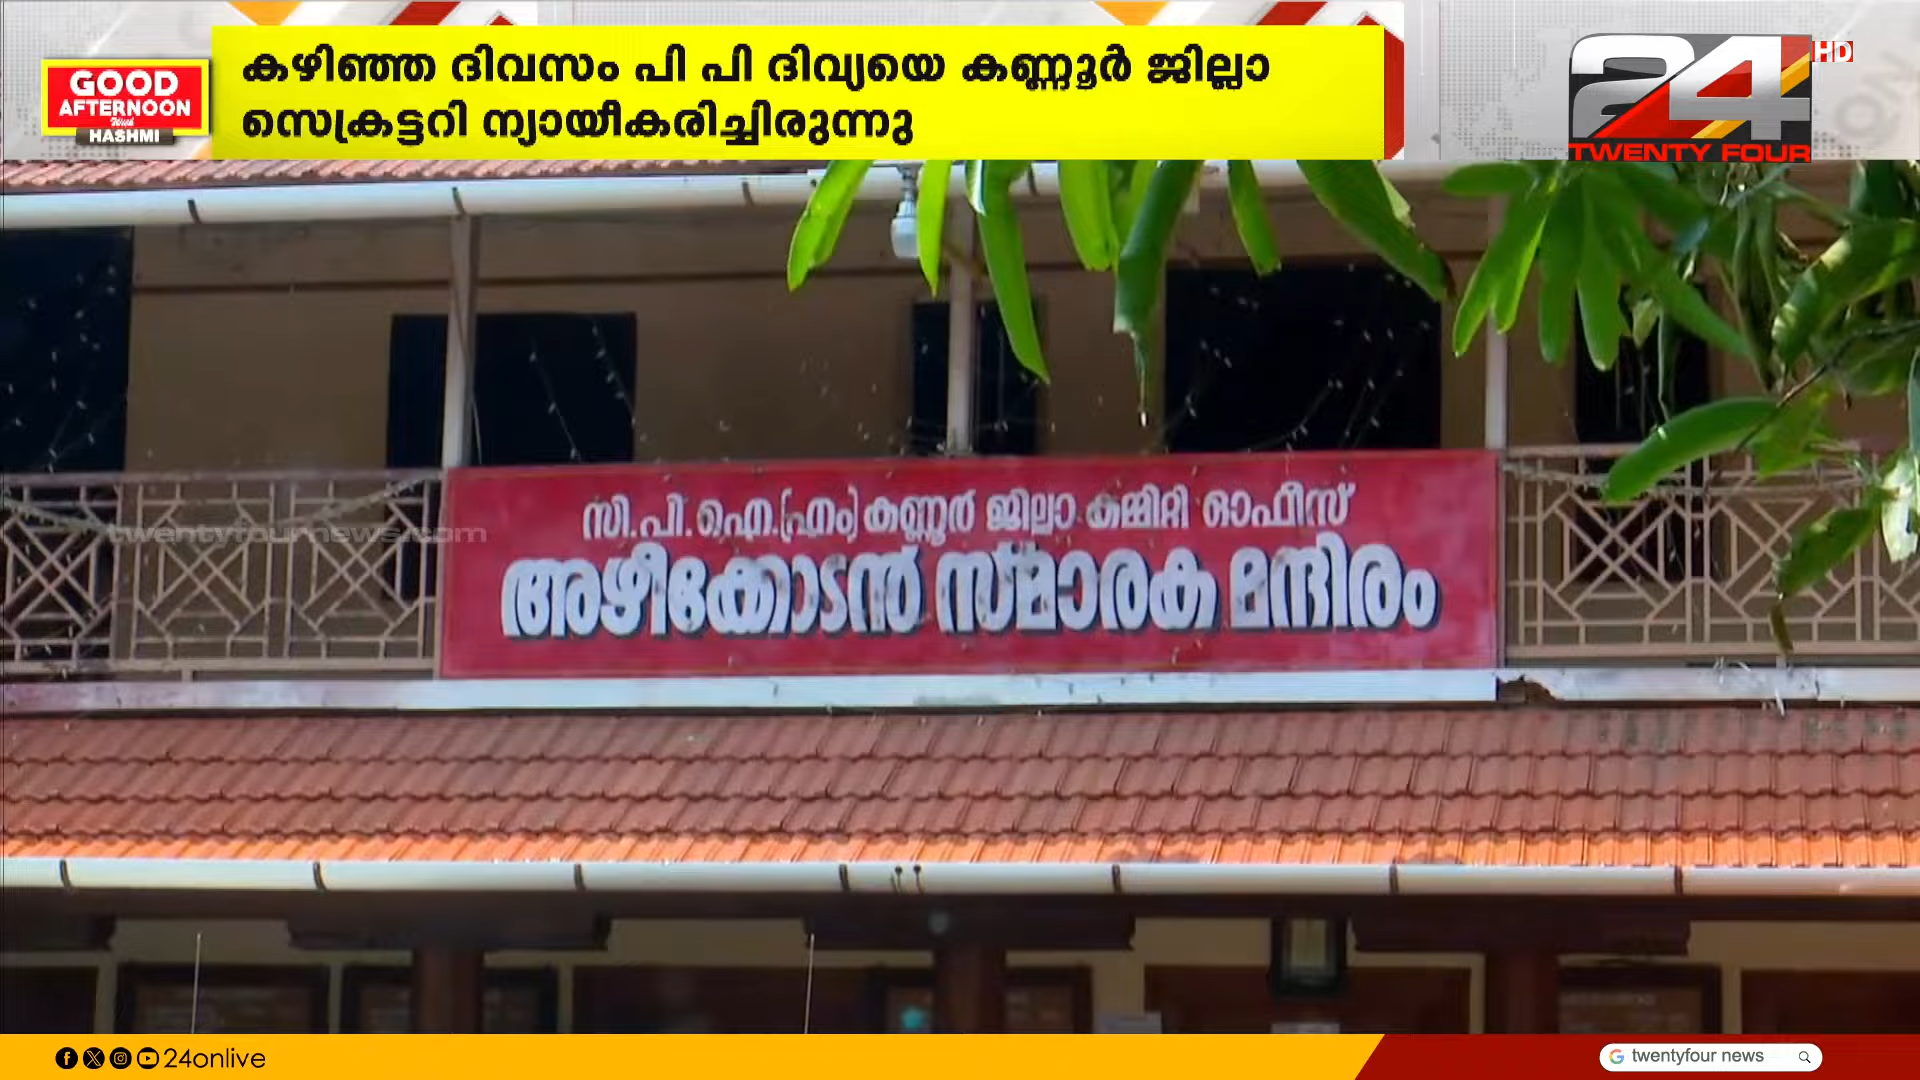 GOOD
AFTERNOON
With
HASHMI
കഴിഞ്ഞ ദിവസം പി പി ദിവ്യയെ കണ്ണൂർ ജില്ലാ
സെക്രട്ടറി ന്യായീകരിച്ചിരുന്നു
24 HD
TWENTY FOUR
twentyfournews.com
സി.പി.ഐ.(എം) കണ്ണൂർ ജില്ലാ കമ്മിറ്റി ഓഫീസ്
അഴീക്കോടൻ സ്മാരക മന്ദിരം
24onlive
twentyfour news